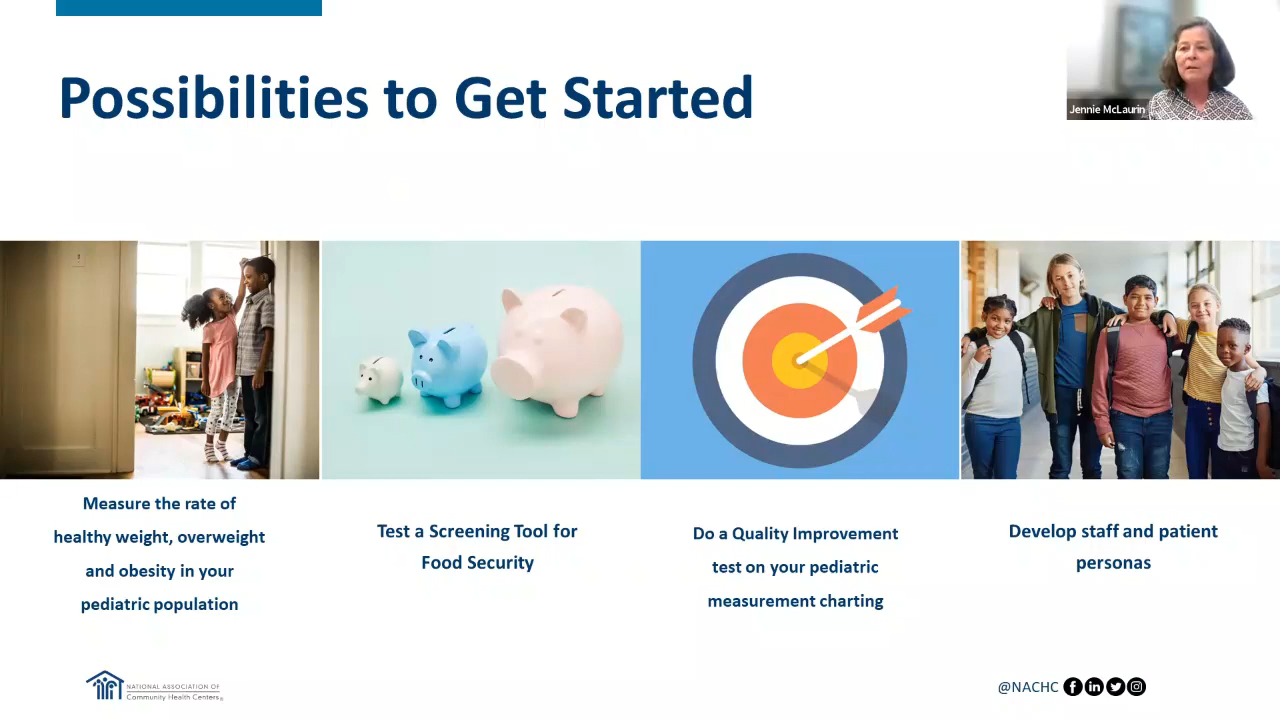 Possibilities to Get Started
Jennie McLaurin
Measure the rate of
healthy weight, overweight
and obesity in your
pediatric population
Test a Screening Tool for
Food Security
Do a Quality Improvement
test on your pediatric
measurement charting
Develop staff and patient
personas
NATIONAL ASSOCIATION OF
Community Health Centers®
@NACHC